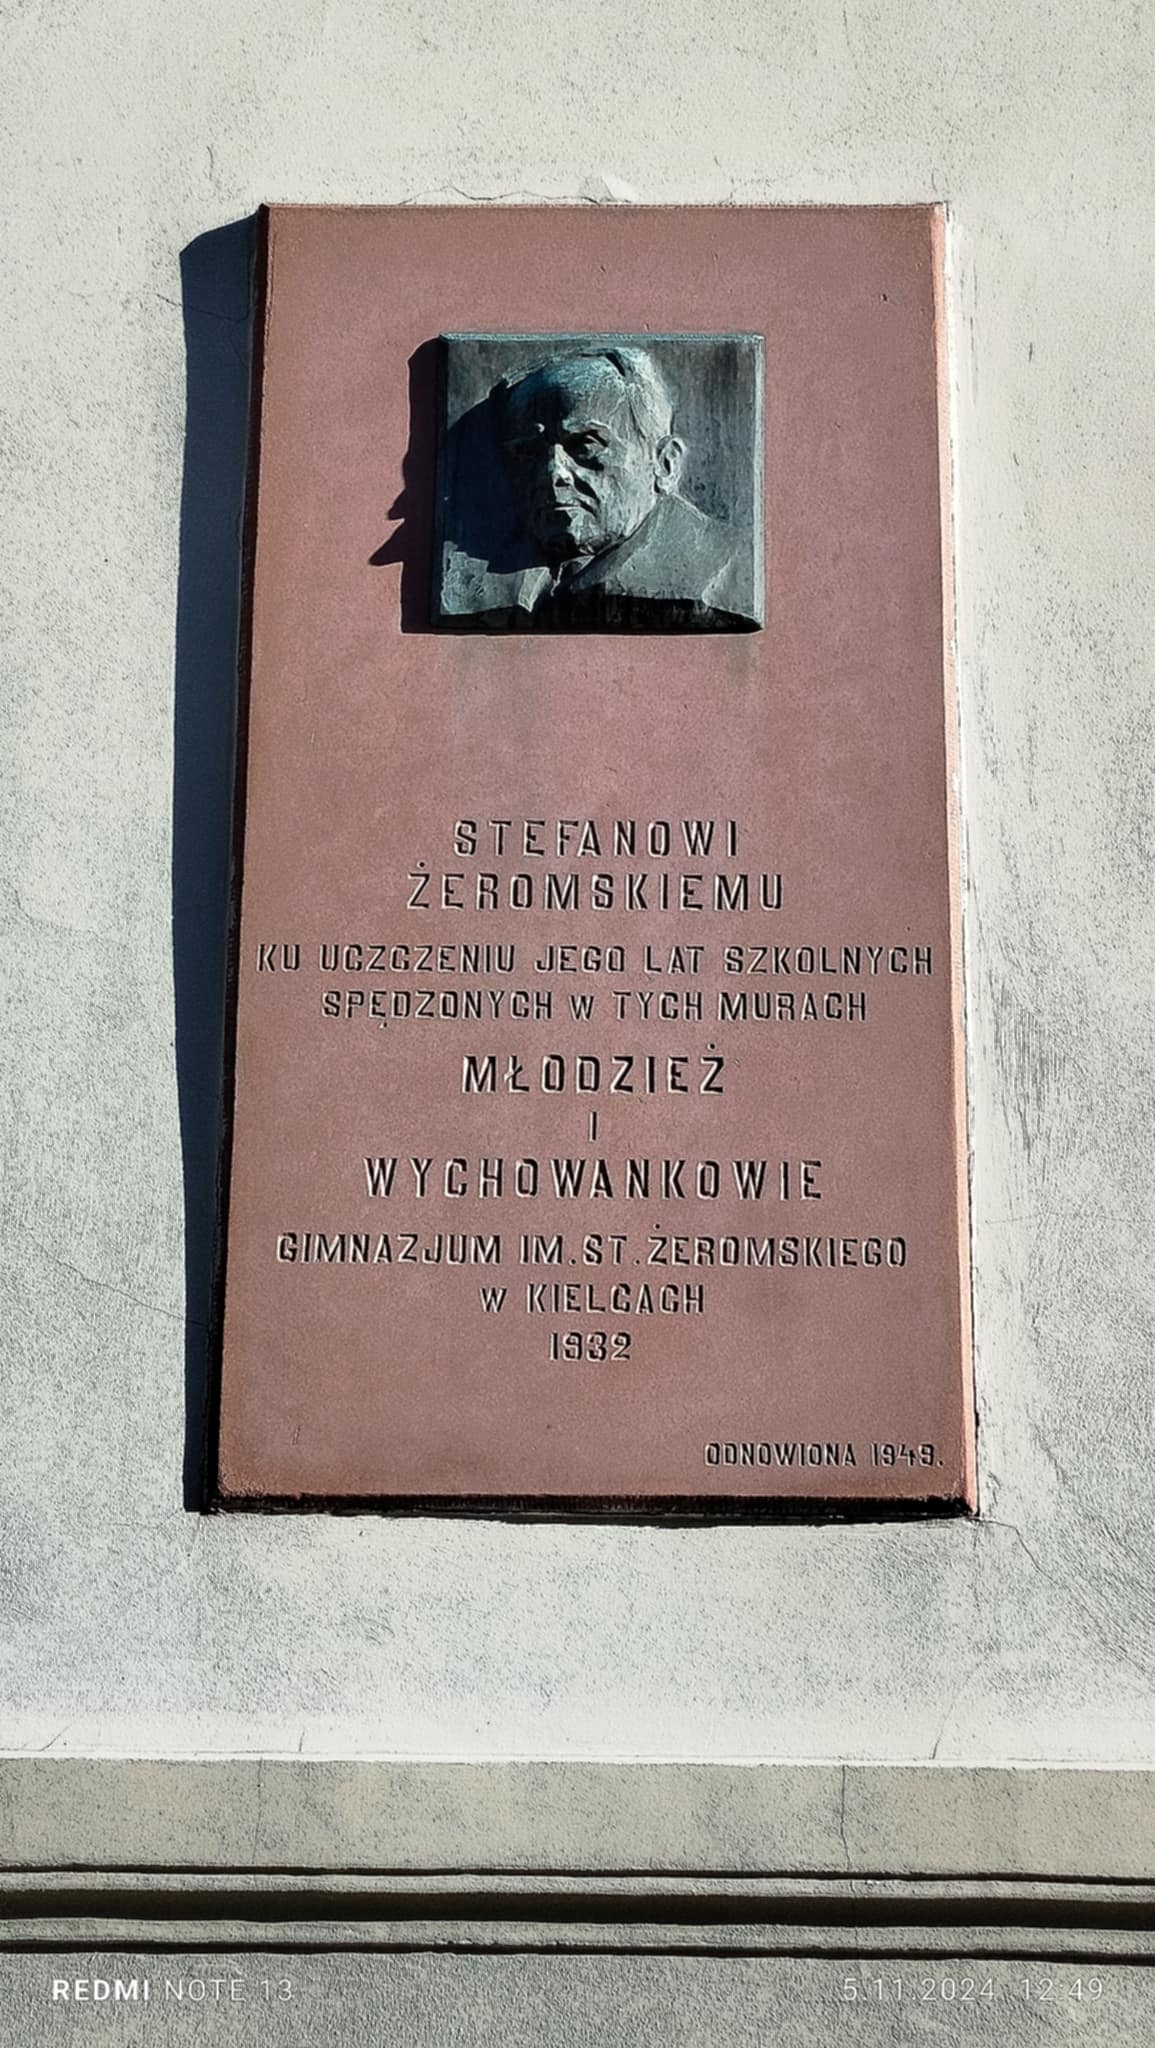 STEFANOWI
ŻEROMSKIEMU
KU UCZCZENIU JEGO LAT SZKOLNYCH
SPĘDZONYCH w TYCH MURACH
MŁODZIEŻ
I
WYCHOWANKOWIE
GIMNAZJUM IM. ST. ŻEROMSKIEGO
w KIELCACH
1932
ODNOWIONA 1949.
REDMI NOTE 13 5.11.2024 12:49